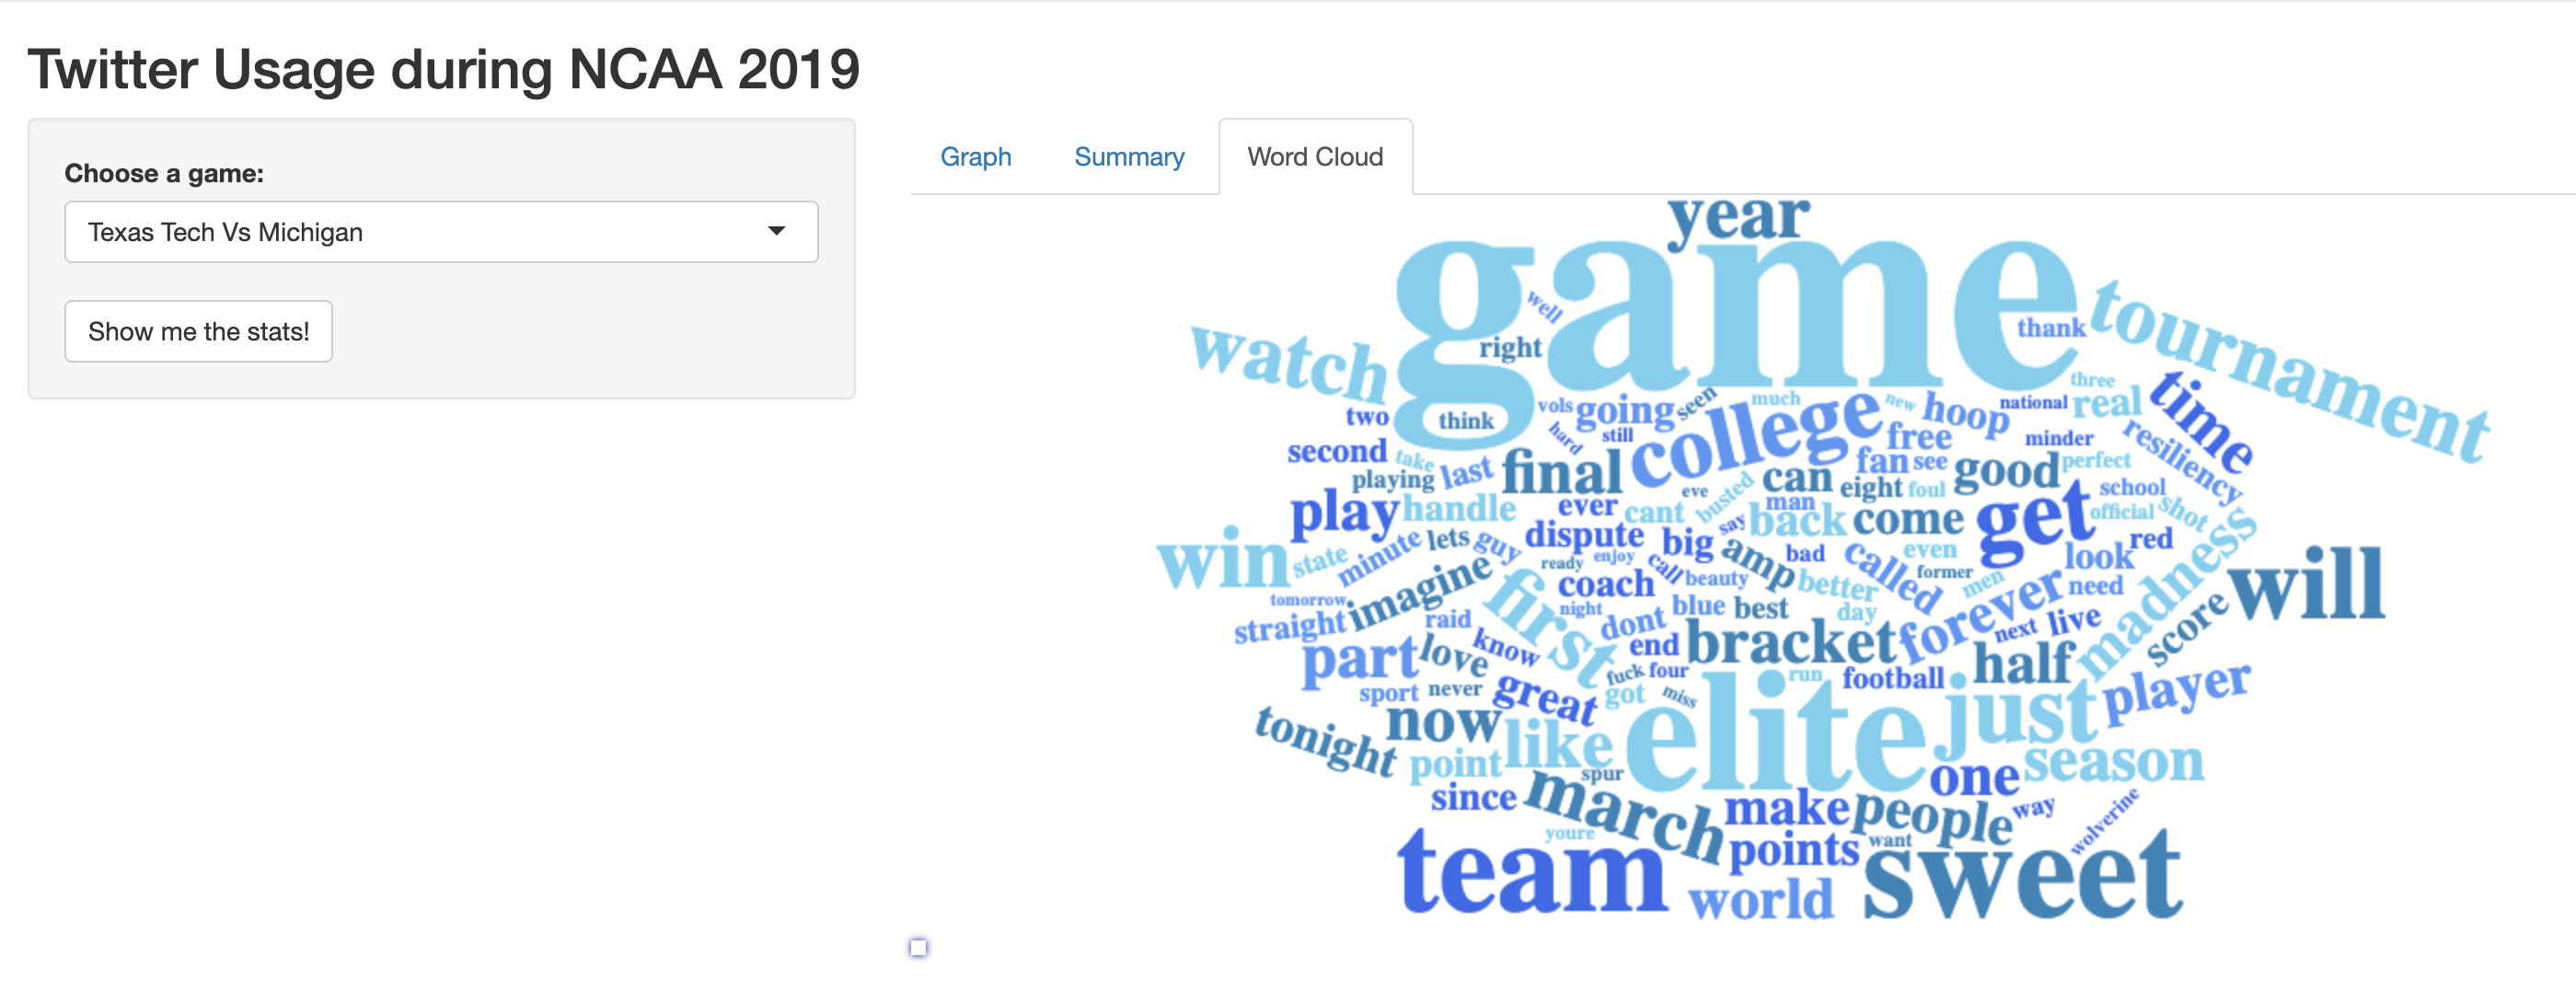 Twitter Usage during NCAA 2019
Choose a game:
Texas Tech Vs Michigan
Show me the stats!
Graph Summary Word Cloud
year
game
well
thank
tournament
watch
right
three
time
two
think
vols going seen much new hoop national real
college
second take still hard free minder resiliency
playing last final fan see good perfect
can eight foul
eve busted
play handle ever cant say man back come get school official shot
win state minute lets guy dispute big amp bad called even look red madness
ready enjoy call beauty better former men need will
tomorrow imagine first coach night blue best day forever score
straight raid dont next live
part love know end bracket half
fuck four run football
sport never great got miss elite just player
tonight now like
point spur one season
since march make people way wolverine
youre points want
team world sweet